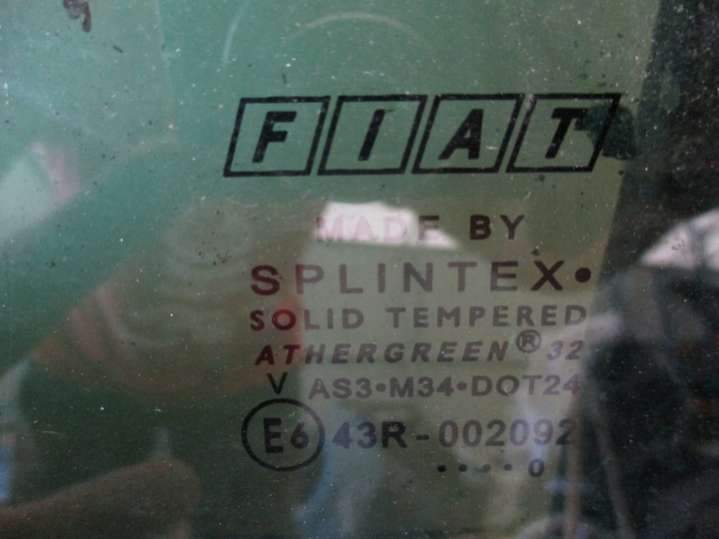 FIAT
MADE BY
SPLINTEX•
SOLID TEMPERED
ATHERGREEN® 32
V AS3•M34•DOT24
E6 43R-002092
•••• 0